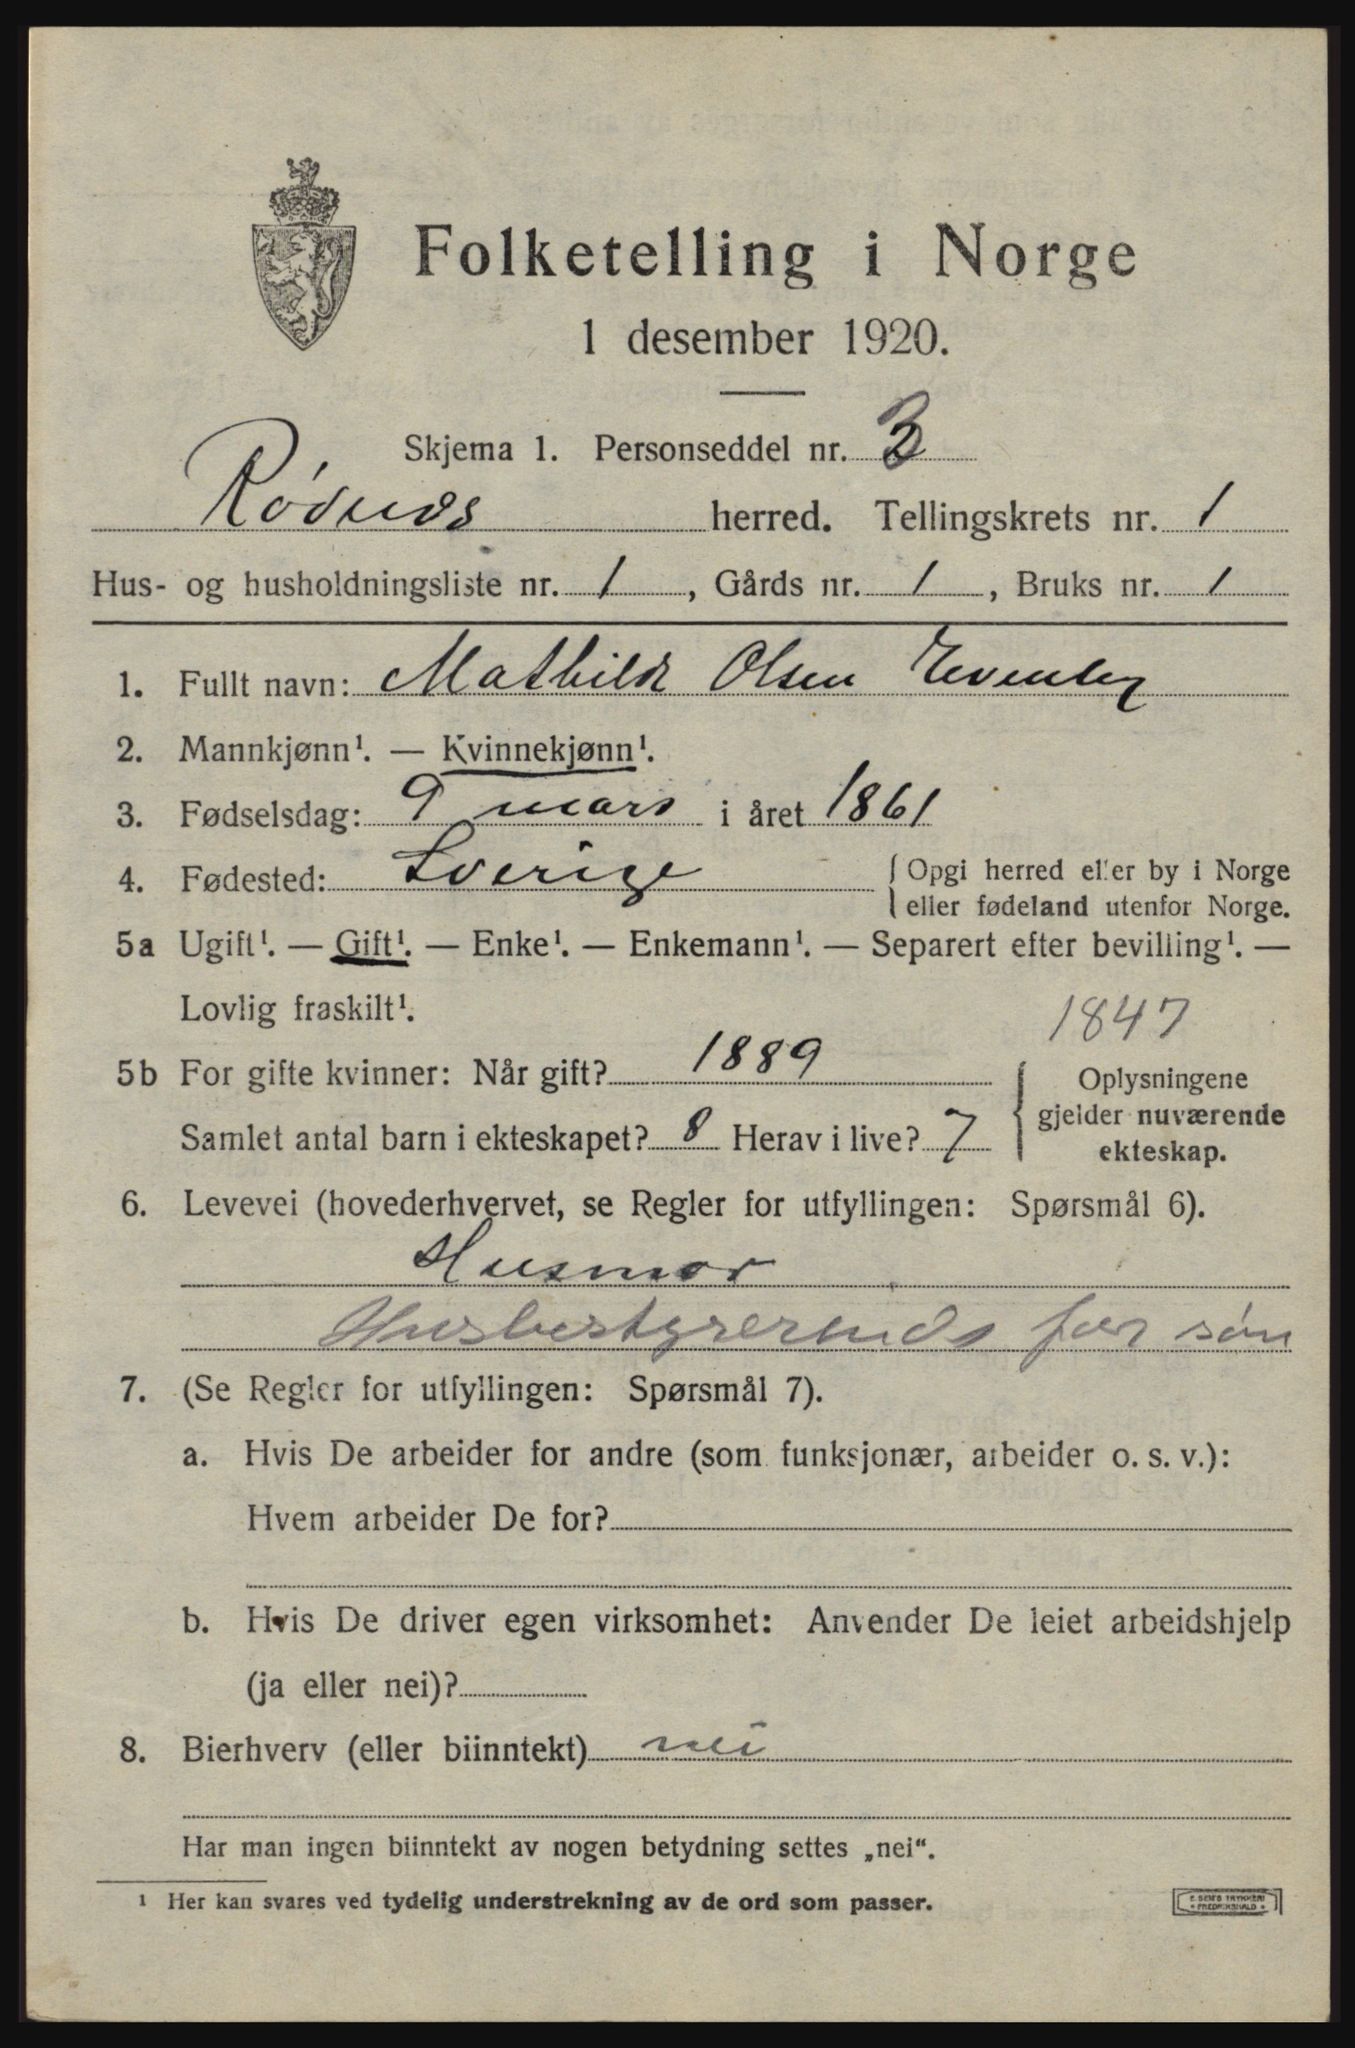 Folketelling i Norge
1 desember 1920.
Skjema 1. Personseddel nr. 3
Rødnes herred. Tellingskrets nr. 1
Hus- og husholdningsliste nr. 1, Gårds nr. 1, Bruks nr. 1
1. Fullt navn: Mathilde Olsen Evenby
2. Mannkjønn¹. — Kvinnekjønn¹.
3. Fødselsdag: 9 mars i året 1861
4. Fødested: Sverige { Opgi herred eller by i Norge
eller fødeland utenfor Norge.
5a Ugift¹. — Gift¹. — Enke¹. — Enkemann¹. — Separert efter bevilling¹. —
Lovlig fraskilt¹.
1847
5b For gifte kvinner: Når gift? 1889
Samlet antal barn i ekteskapet? 8 Herav i live? 7
{ Oplysningene
gjelder nuværende
ekteskap.
6. Levevei (hovederhvervet, se Regler for utfyllingen: Spørsmål 6).
Husmor
Husbestyrerinde for søn
7. (Se Regler for utfyllingen: Spørsmål 7).
a. Hvis De arbeider for andre (som funksjonær, arbeider o. s. v.):
Hvem arbeider De for?
b. Hvis De driver egen virksomhet: Anvender De leiet arbeidshjelp
(ja eller nei)?
8. Bierhverv (eller biinntekt) nei
Har man ingen biinntekt av nogen betydning settes „nei“.
¹ Her kan svares ved tydelig understrekning av de ord som passer.
E. SEM'S TRYKKERI
FREDRIKSHALD